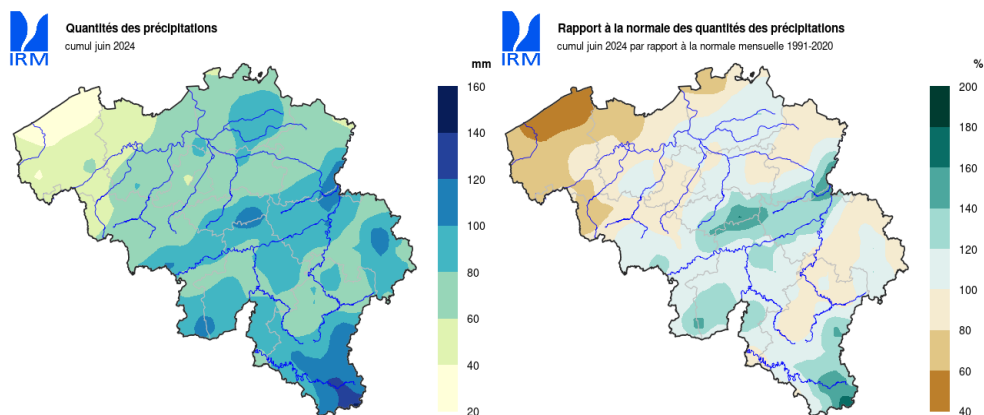 IRM
Quantités des précipitations
cumul juin 2024
mm
160
140
120
100
80
60
40
20
IRM
Rapport à la normale des quantités des précipitations
cumul juin 2024 par rapport à la normale mensuelle 1991-2020
%
200
180
160
140
120
100
80
60
40